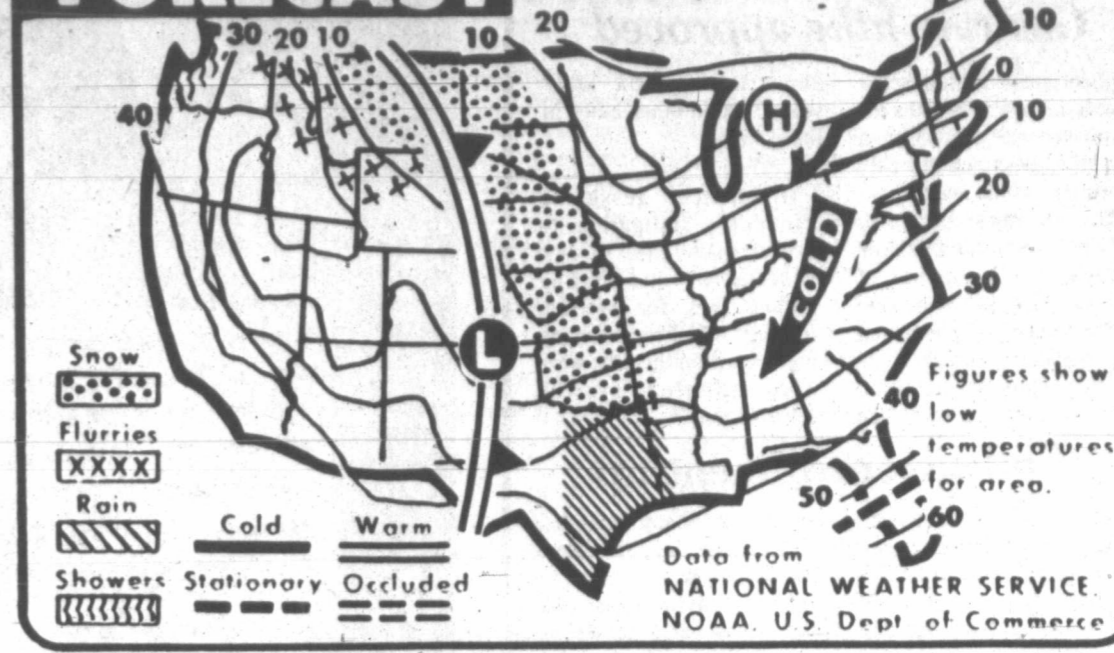 FORECAST
30 20 10 10 20 10
0
40 10
H
20
COLD
30
L
Snow
Figures show
40 low
Flurries
temperatures
XXXX
for area.
Rain
50
60
Cold Warm
Data from
Showers Stationary Occluded
NATIONAL WEATHER SERVICE.
NOAA. U.S. Dept of Commerce